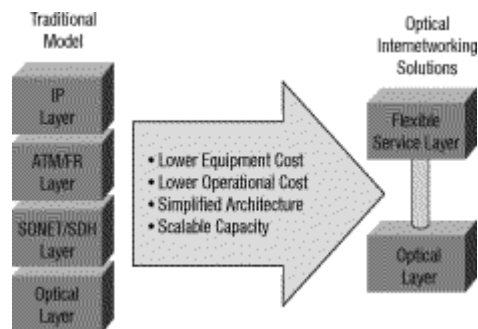 Traditional
Model
IP
Layer
ATM/FR
Layer
SONET/SDH
Layer
Optical
Layer
• Lower Equipment Cost
• Lower Operational Cost
• Simplified Architecture
• Scalable Capacity
Optical
Internetworking
Solutions
Flexible
Service Layer
Optical
Layer